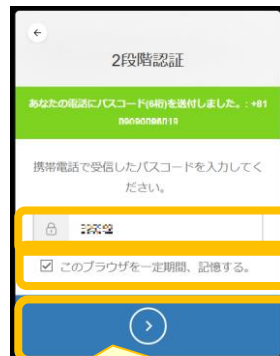 2段階認証
あなたの電話にパスコード(6桁)を送付しました。: +81
携帯電話で受信したパスコードを入力してく
ださい。
このブラウザを一定期間、記憶する。